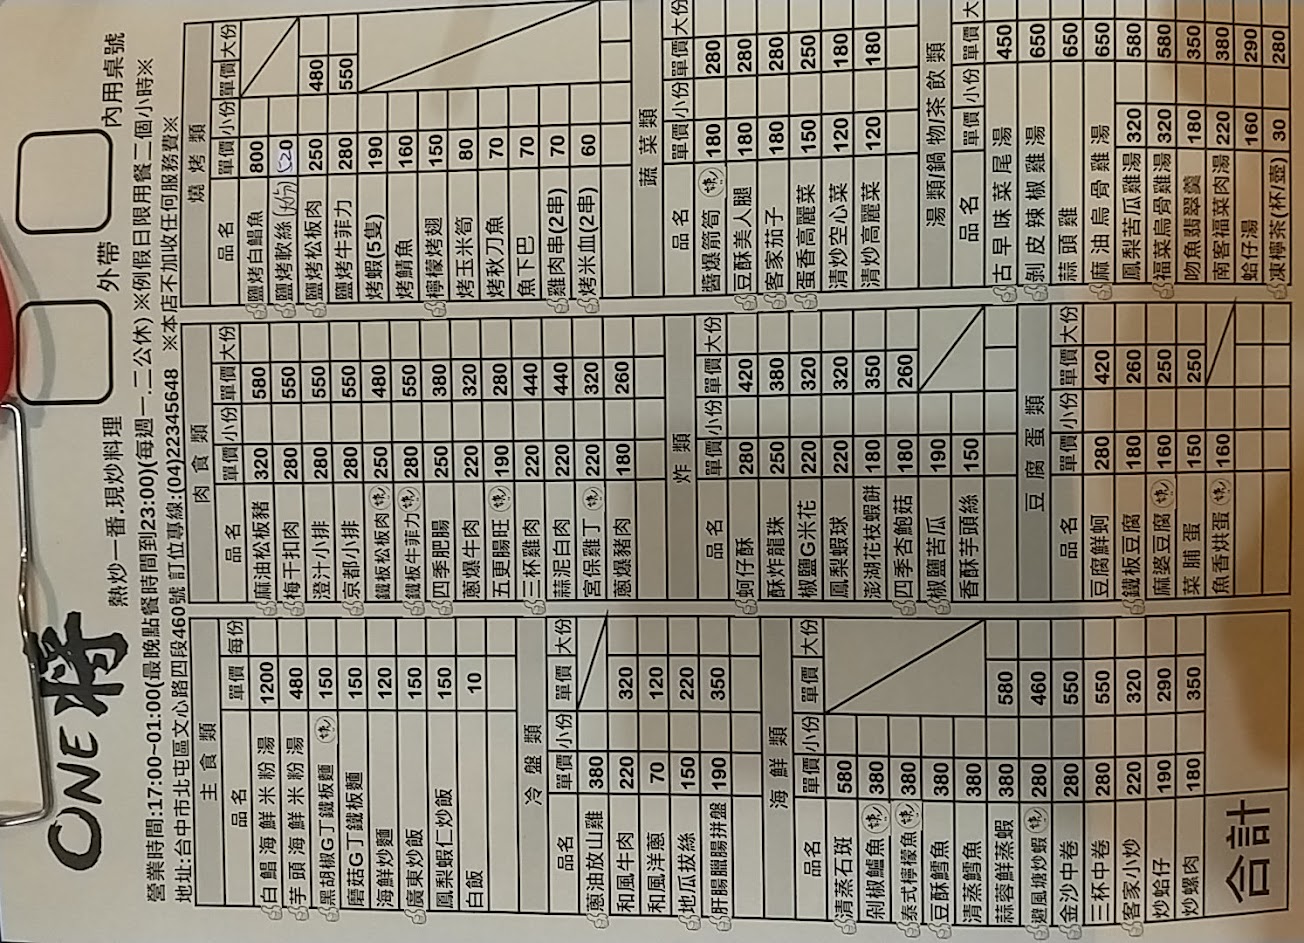 ONE將
熱炒一番.現炒料理
外帶
內用桌號
營業時間:17:00~01:00(最晚點餐時間到23:00)(每週一.二公休) ※例假日限用餐二個小時※
地址:台中市北屯區文心路四段460號 訂位專線:(04)22345648 ※本店不加收任何服務費※
主食類
品名 單價 每份
白鯧海鮮米粉湯 1200
芋頭海鮮米粉湯 480
黑胡椒G丁鐵板麵 150
磨菇G丁鐵板麵 150
海鮮炒麵 120
廣東炒飯 150
鳳梨蝦仁炒飯 150
白飯 10
冷盤類
品名 單價 小份 單價 大份
蔥油放山雞 380
和風牛肉 220 320
和風洋蔥 70 120
地瓜拔絲 150 220
肝腸臘腸拼盤 190 350
海鮮類
品名 單價 小份 單價 大份
清蒸石斑 580
剁椒鱸魚 380
泰式檸檬魚 380
豆酥鱈魚 380
清蒸鱈魚 380
蒜蓉鮮蒸蝦 380 580
避風塘炒蝦 280 460
金沙中卷 280 550
三杯中卷 280 550
客家小炒 220 320
炒蛤仔 190 290
炒螺肉 180 350
合計
肉食類
品名 單價 小份 單價 大份
麻油松板豬 320 580
梅干扣肉 280 550
澄汁小排 280 550
京都小排 280 550
鐵板松板肉 250 480
鐵板牛菲力 280 550
四季肥腸 250 380
蔥爆牛肉 220 320
五更腸旺 190 280
三杯雞肉 220 440
蒜泥白肉 220 440
宮保雞丁 220 320
蔥爆豬肉 180 260
炸類
品名 單價 小份 單價 大份
蚵仔酥 280 420
酥炸龍珠 250 380
椒鹽G米花 220 320
鳳梨蝦球 220 320
澎湖花枝蝦餅 180 350
四季杏鮑菇 180 260
椒鹽苦瓜 190
香酥芋頭絲 150
豆腐蛋類
品名 單價 小份 單價 大份
豆腐鮮蚵 280 420
鐵板豆腐 180 260
麻婆豆腐 160 250
菜脯蛋 150 250
魚香烘蛋 160
燒烤類
品名 單價 小份 單價 大份
鹽烤白鯧魚 800
鹽烤軟絲
鹽烤松板肉 250 480
鹽烤牛菲力 280 550
烤蝦(5隻) 190
烤鯖魚 160
檸檬烤翅 150
烤玉米筍 80
烤秋刀魚 70
魚下巴 70
雞肉串(2串) 70
烤米血(2串) 60
蔬菜類
品名 單價 小份 單價 大份
醬爆箭筍 180 280
豆酥美人腿 180 280
客家茄子 180 280
蛋香高麗菜 150 250
清炒空心菜 120 180
清炒高麗菜 120 180
湯類/鍋物/茶飲類
品名 單價 小份 單價 大
古早味菜尾湯 450
剝皮辣椒雞湯 650
蒜頭雞 650
麻油烏骨雞湯 650
鳳梨苦瓜雞湯 320 580
福菜烏骨雞湯 320 580
吻魚翡翠羹 180 350
南客福菜肉湯 220 380
蛤仔湯 160 290
凍檸茶(杯/壺) 30 280